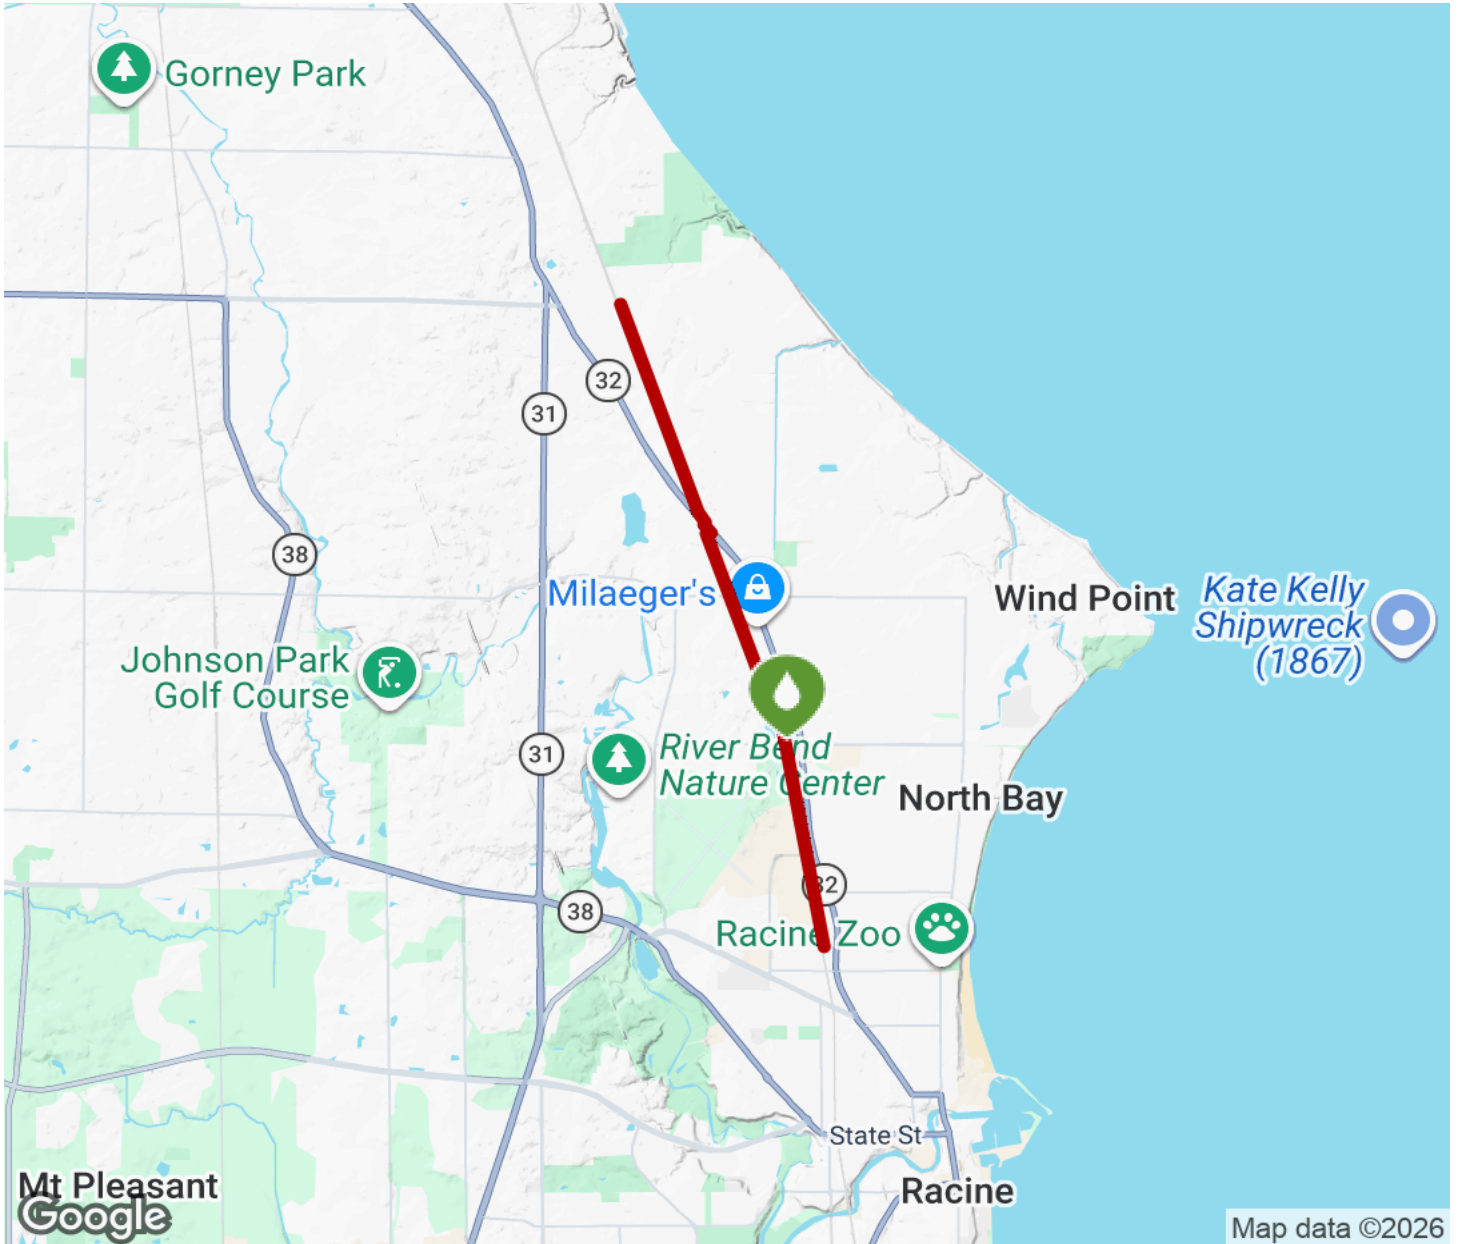 Gorney Park
32
31
38
Milaeger's
Wind Point
Kate Kelly
Shipwreck
(1867)
Johnson Park
Golf Course
31
River Bend
Nature Center
North Bay
32
38
Racine Zoo
State St
Mt Pleasant
Racine
Google
Map data ©2026